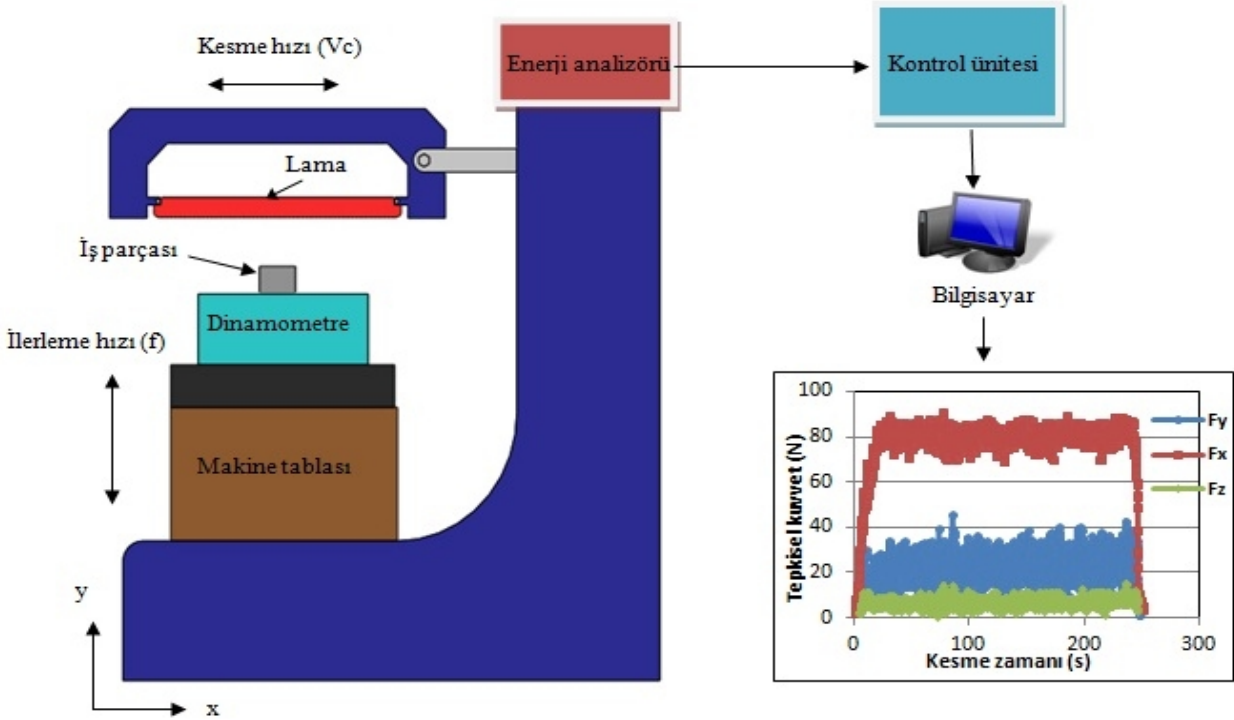 Kesme hızı (Vc)
Enerji analizörü
Kontrol ünitesi
Lama
İş parçası
Dinamometre
İlerleme hızı (f)
Makine tablası
Bilgisayar
y
x
Tepkisel kuvvet (N)
100
80
60
40
20
0
0
100
200
300
Kesme zamanı (s)
Fy
Fx
Fz